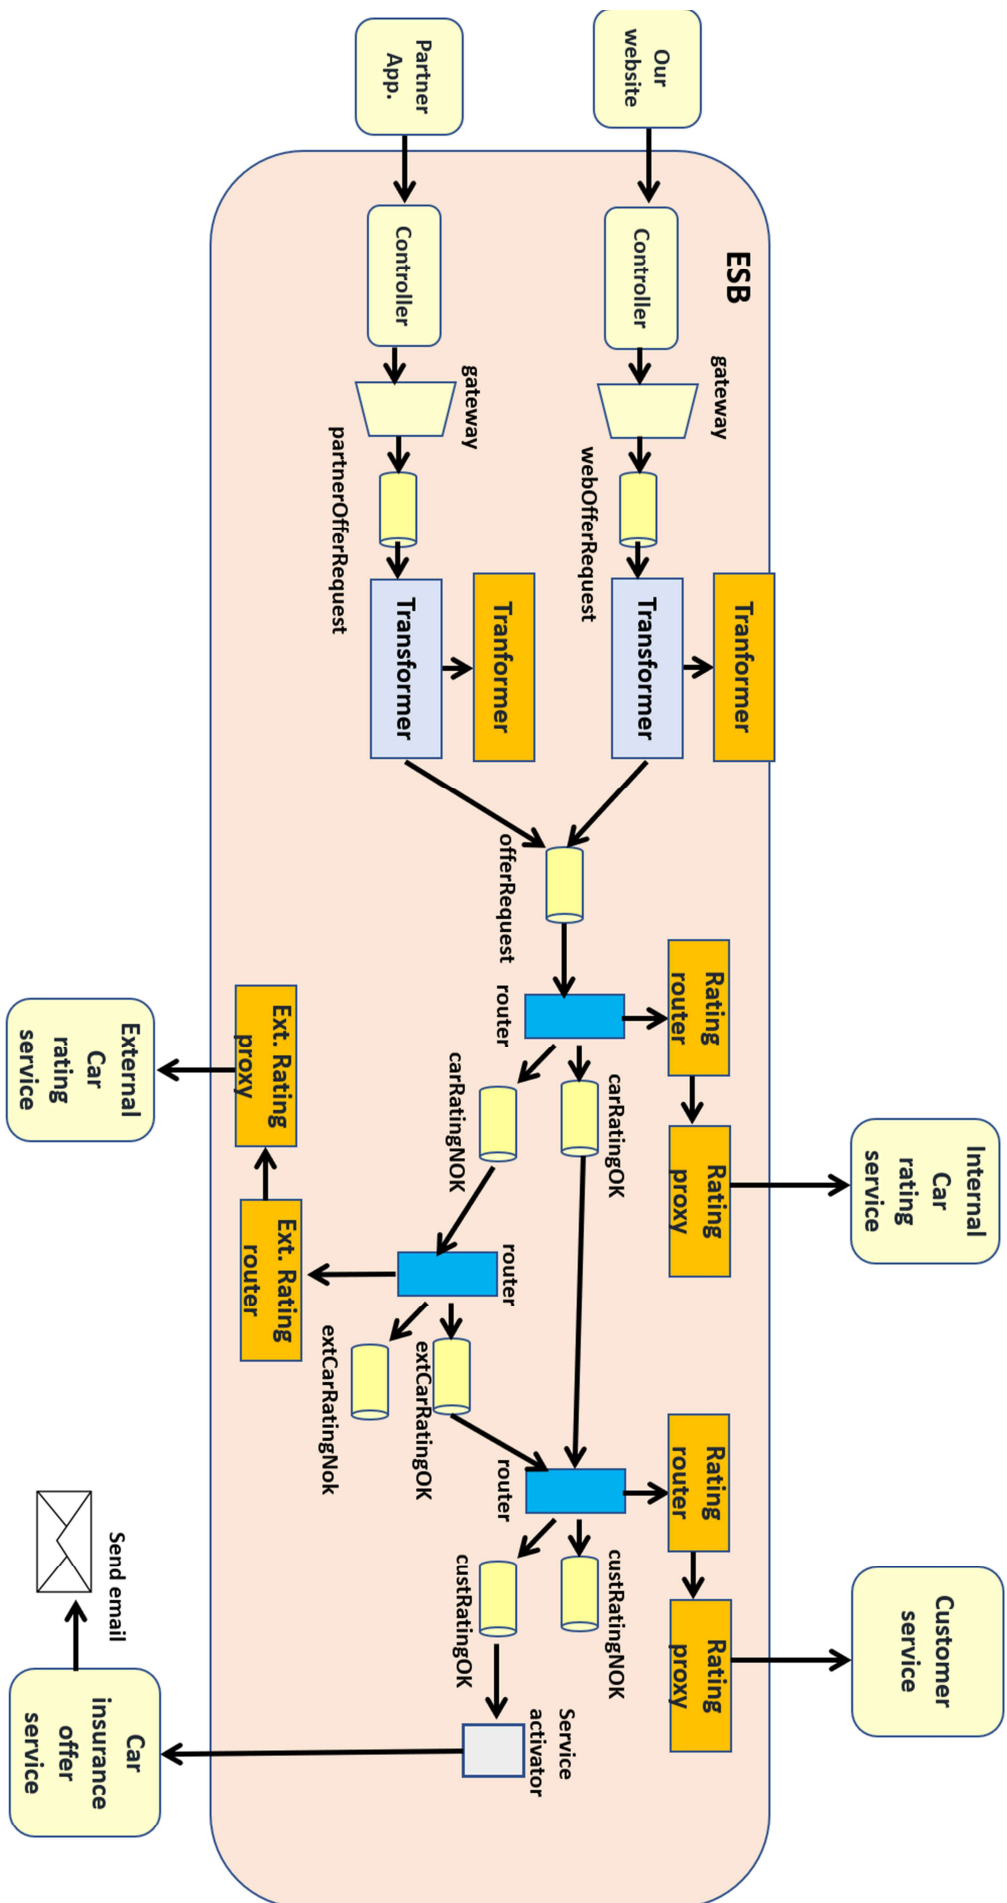 ESB
Our
website
Controller
gateway
webOfferRequest
Transformer
Tranformer
Partner
App.
Controller
gateway
partnerOfferRequest
Transformer
Tranformer
offerRequest
router
Rating
router
Rating
proxy
Internal
Car
rating
service
carRatingOK
carRatingNOK
router
Ext. Rating
router
Ext. Rating
proxy
External
Car
rating
service
extCarRatingOK
extCarRatingNok
router
Rating
router
Rating
proxy
Customer
service
custRatingNOK
custRatingOK
Service
activator
Car
insurance
offer
service
Send email